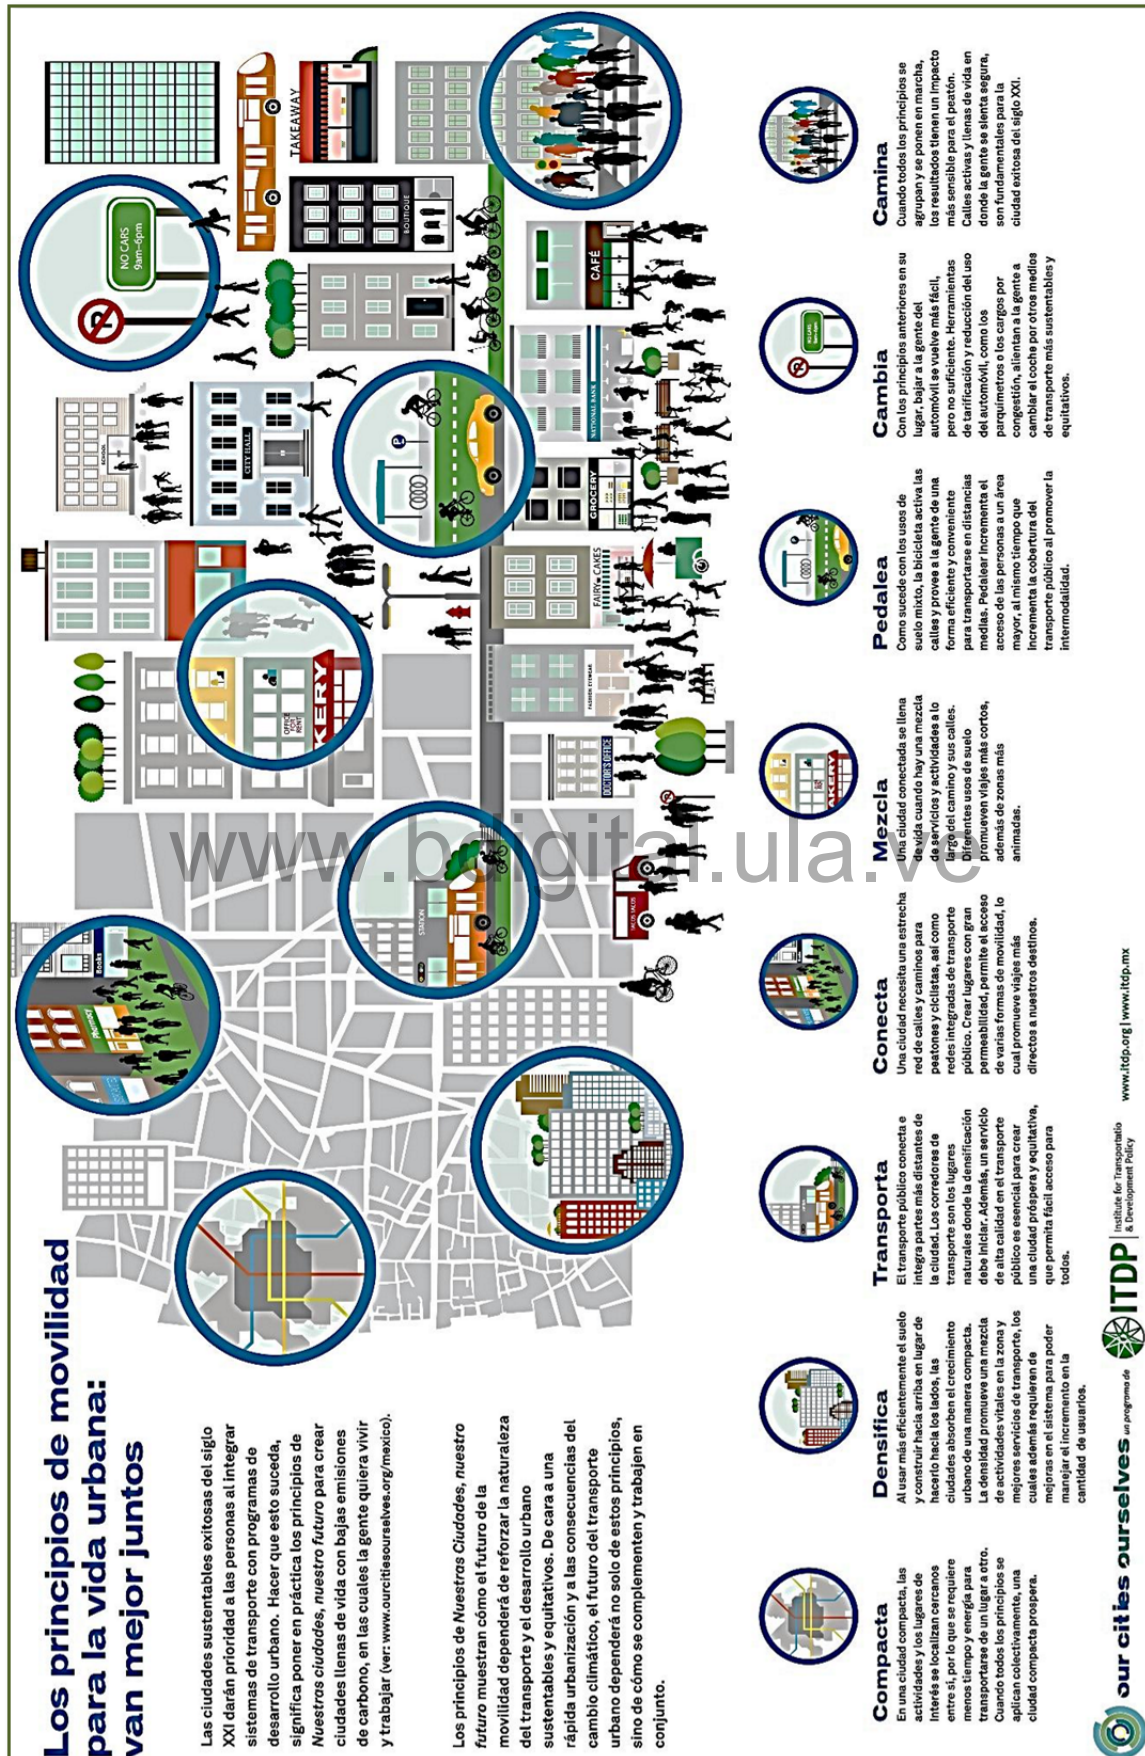 Los principios de movilidad
para la vida urbana:
van mejor juntos
Las ciudades sustentables exitosas del siglo
XXI darán prioridad a las personas al integrar
sistemas de transporte con programas de
desarrollo urbano. Hacer que esto suceda,
significa poner en práctica los principios de
Nuestras ciudades, nuestro futuro para crear
ciudades llenas de vida con bajas emisiones
de carbono, en las cuales la gente quiera vivir
y trabajar (ver: www.ourcitiesourselves.org/mexico).
Los principios de Nuestras Ciudades, nuestro
futuro muestran cómo el futuro de la
movilidad dependerá de reforzar la naturaleza
del transporte y el desarrollo urbano
sustentables y equitativos. De cara a una
rápida urbanización y a las consecuencias del
cambio climático, el futuro del transporte
urbano dependerá no solo de estos principios,
sino de cómo se complementen y trabajen en
conjunto.
Books
pharmacy
STATION
OFFICE
FOR
RENT
KERY
SCHOOL
CITY HALL
NO CARS
9am–6pm
P
TAKEAWAY
BOUTIQUE
P
TACOS TACOS
DOCTOR'S OFFICE
FASHION EYEWEAR
FAIRY CAKES
GROCERY
NATIONAL BANK
CAFÉ
www.bdigital.ula.ve
Compacta
En una ciudad compacta, las
actividades y los lugares de
interés se localizan cercanos
entre sí, por lo que se requiere
menos tiempo y energía para
transportarse de un lugar a otro.
Cuando todos los principios se
aplican colectivamente, una
ciudad compacta prospera.
Densifica
Al usar más eficientemente el suelo
y construir hacia arriba en lugar de
hacerlo hacia los lados, las
ciudades absorben el crecimiento
urbano de una manera compacta.
La densidad promueve una mezcla
de actividades vitales en la zona y
mejores servicios de transporte, los
cuales además requieren de
mejoras en el sistema para poder
manejar el incremento en la
cantidad de usuarios.
Transporta
El transporte público conecta e
integra partes más distantes de
la ciudad. Los corredores de
transporte son los lugares
naturales donde la densificación
debe iniciar. Además, un servicio
de alta calidad en el transporte
público es esencial para crear
una ciudad próspera y equitativa,
que permita fácil acceso para
todos.
Conecta
Una ciudad necesita una estrecha
red de calles y caminos para
peatones y ciclistas, así como
redes integradas de transporte
público. Crear lugares con gran
permeabilidad, permite el acceso
de varias formas de movilidad, lo
cual promueve viajes más
directos a nuestros destinos.
Mezcla
Una ciudad conectada se llena
de vida cuando hay una mezcla
de servicios y actividades a lo
largo del camino y sus calles.
Diferentes usos de suelo
promueven viajes más cortos,
además de zonas más
animadas.
Pedalea
Como sucede con los usos de
suelo mixto, la bicicleta activa las
calles y provee a la gente de una
forma eficiente y conveniente
para transportarse en distancias
medias. Pedalear incrementa el
acceso de las personas a un área
mayor, al mismo tiempo que
incrementa la cobertura del
transporte público al promover la
intermodalidad.
Cambia
Con los principios anteriores en su
lugar, bajar a la gente del
automóvil se vuelve más fácil,
pero no suficiente. Herramientas
de tarificación y reducción del uso
del automóvil, como los
parquímetros o los cargos por
congestión, alientan a la gente a
cambiar el coche por otros medios
de transporte más sustentables y
equitativos.
Camina
Cuando todos los principios se
agrupan y se ponen en marcha,
los resultados tienen un impacto
más sensible para el peatón.
Calles activas y llenas de vida en
donde la gente se sienta segura,
son fundamentales para la
ciudad exitosa del siglo XXI.
our cities ourselves un programa de
ITDP
Institute for Transportatio
& Development Policy
www.itdp.org | www.itdp.mx